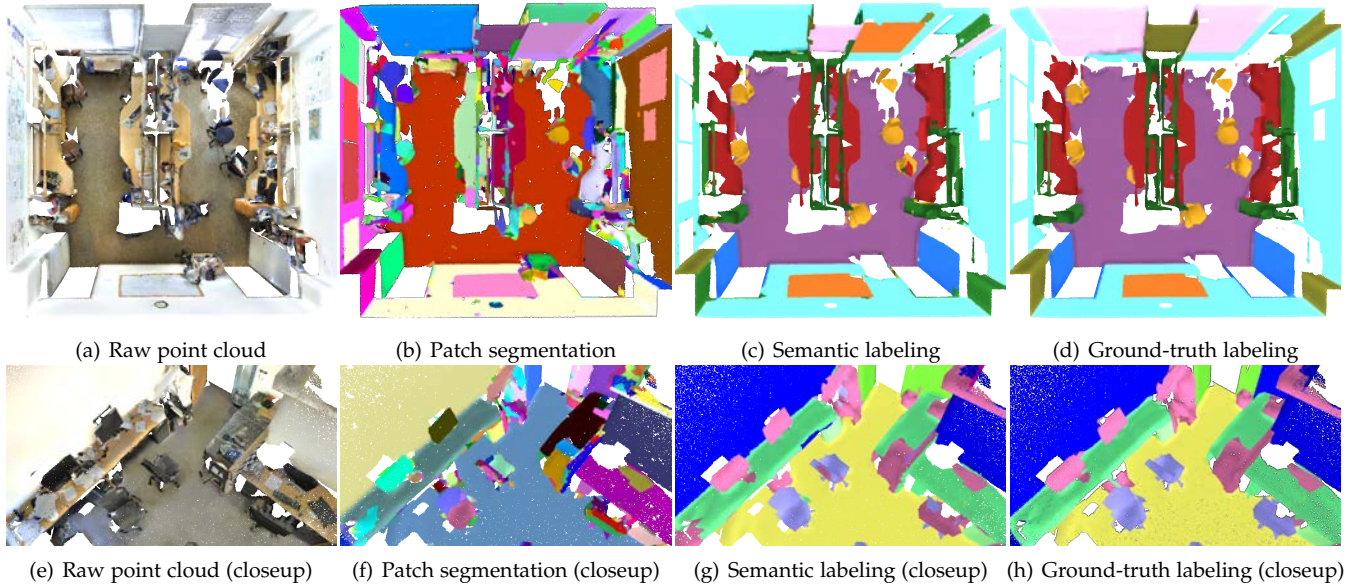 (a) Raw point cloud
(b) Patch segmentation
(c) Semantic labeling
(d) Ground-truth labeling
(e) Raw point cloud (closeup)
(f) Patch segmentation (closeup)
(g) Semantic labeling (closeup)
(h) Ground-truth labeling (closeup)